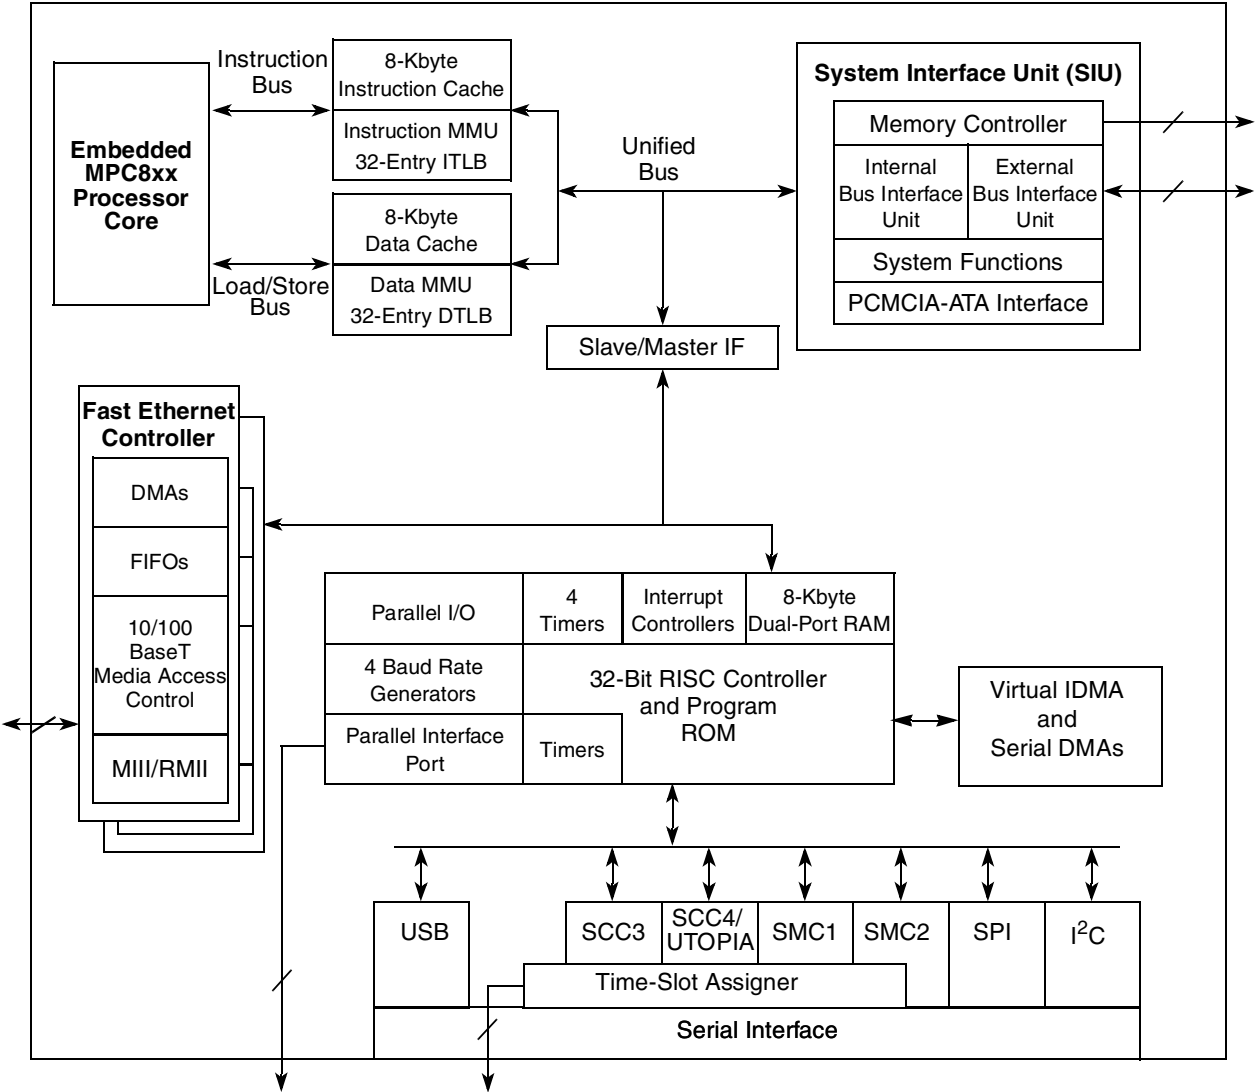 Instruction
Bus
8-Kbyte
Instruction Cache
Instruction MMU
32-Entry ITLB
Embedded
MPC8xx
Processor
Core
8-Kbyte
Data Cache
Data MMU
32-Entry DTLB
Load/Store
Bus
Unified
Bus
System Interface Unit (SIU)
Memory Controller
Internal
Bus Interface
Unit
External
Bus Interface
Unit
System Functions
PCMCIA-ATA Interface
Slave/Master IF
Fast Ethernet
Controller
DMAs
FIFOs
10/100
BaseT
Media Access
Control
MIII/RMII
Parallel I/O
4
Timers
Interrupt
Controllers
8-Kbyte
Dual-Port RAM
4 Baud Rate
Generators
32-Bit RISC Controller
and Program
ROM
Parallel Interface
Port
Timers
Virtual IDMA
and
Serial DMAs
USB
SCC3
SCC4/
UTOPIA
SMC1
SMC2
SPI
I²C
Time-Slot Assigner
Serial Interface